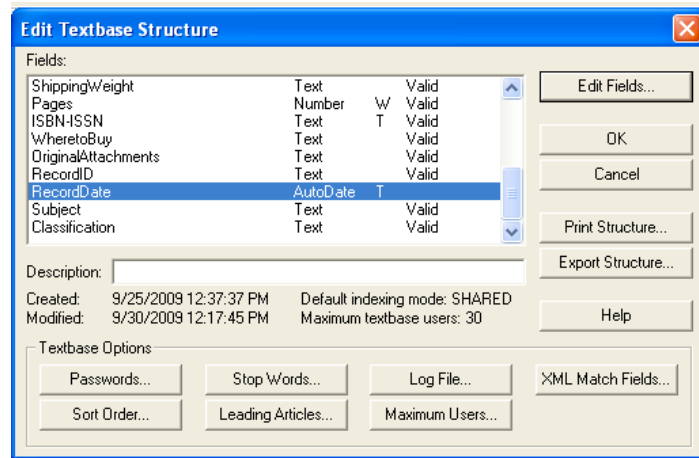 Edit Textbase Structure
Fields:
ShippingWeight Text Valid
Pages Number W Valid
ISBN-ISSN Text T Valid
WheretoBuy Text Valid
OriginalAttachments Text Valid
RecordID Text Valid
RecordDate AutoDate T
Subject Text Valid
Classification Text Valid
Edit Fields...
OK
Cancel
Print Structure...
Export Structure...
Help
Description:
Created: 9/25/2009 12:37:37 PM Default indexing mode: SHARED
Modified: 9/30/2009 12:17:45 PM Maximum textbase users: 30
Textbase Options
Passwords... Stop Words... Log File... XML Match Fields...
Sort Order... Leading Articles... Maximum Users...